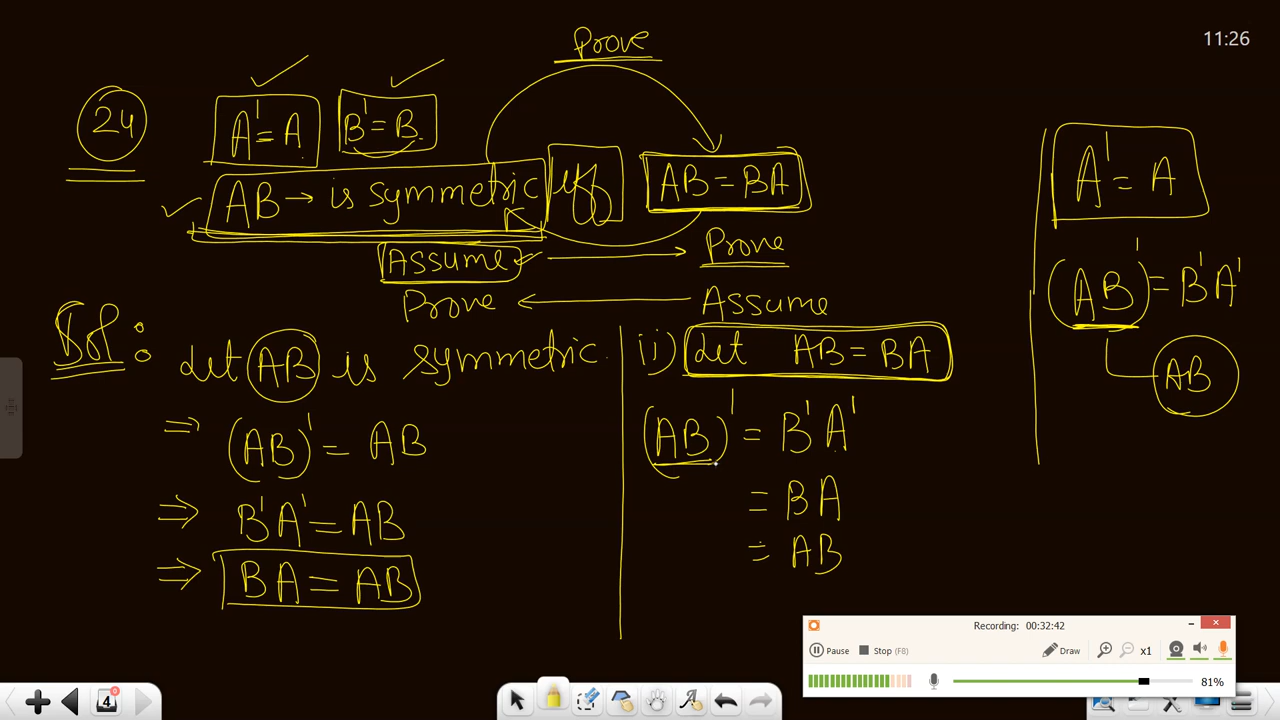 11:26
Prove
24
A' = A B' = B.
AB → is symmetric iff AB = BA
Assume Prove
Prove Assume
Let AB is symmetric.
⇒ (AB)' = AB
⇒ B'A' = AB
⇒ BA = AB
ii) Let AB = BA
(AB)' = B'A'
= BA
= AB
A' = A
(AB)' = B'A'
AB
Recording: 00:32:42
Pause Stop (F8) Draw x1
81%
4